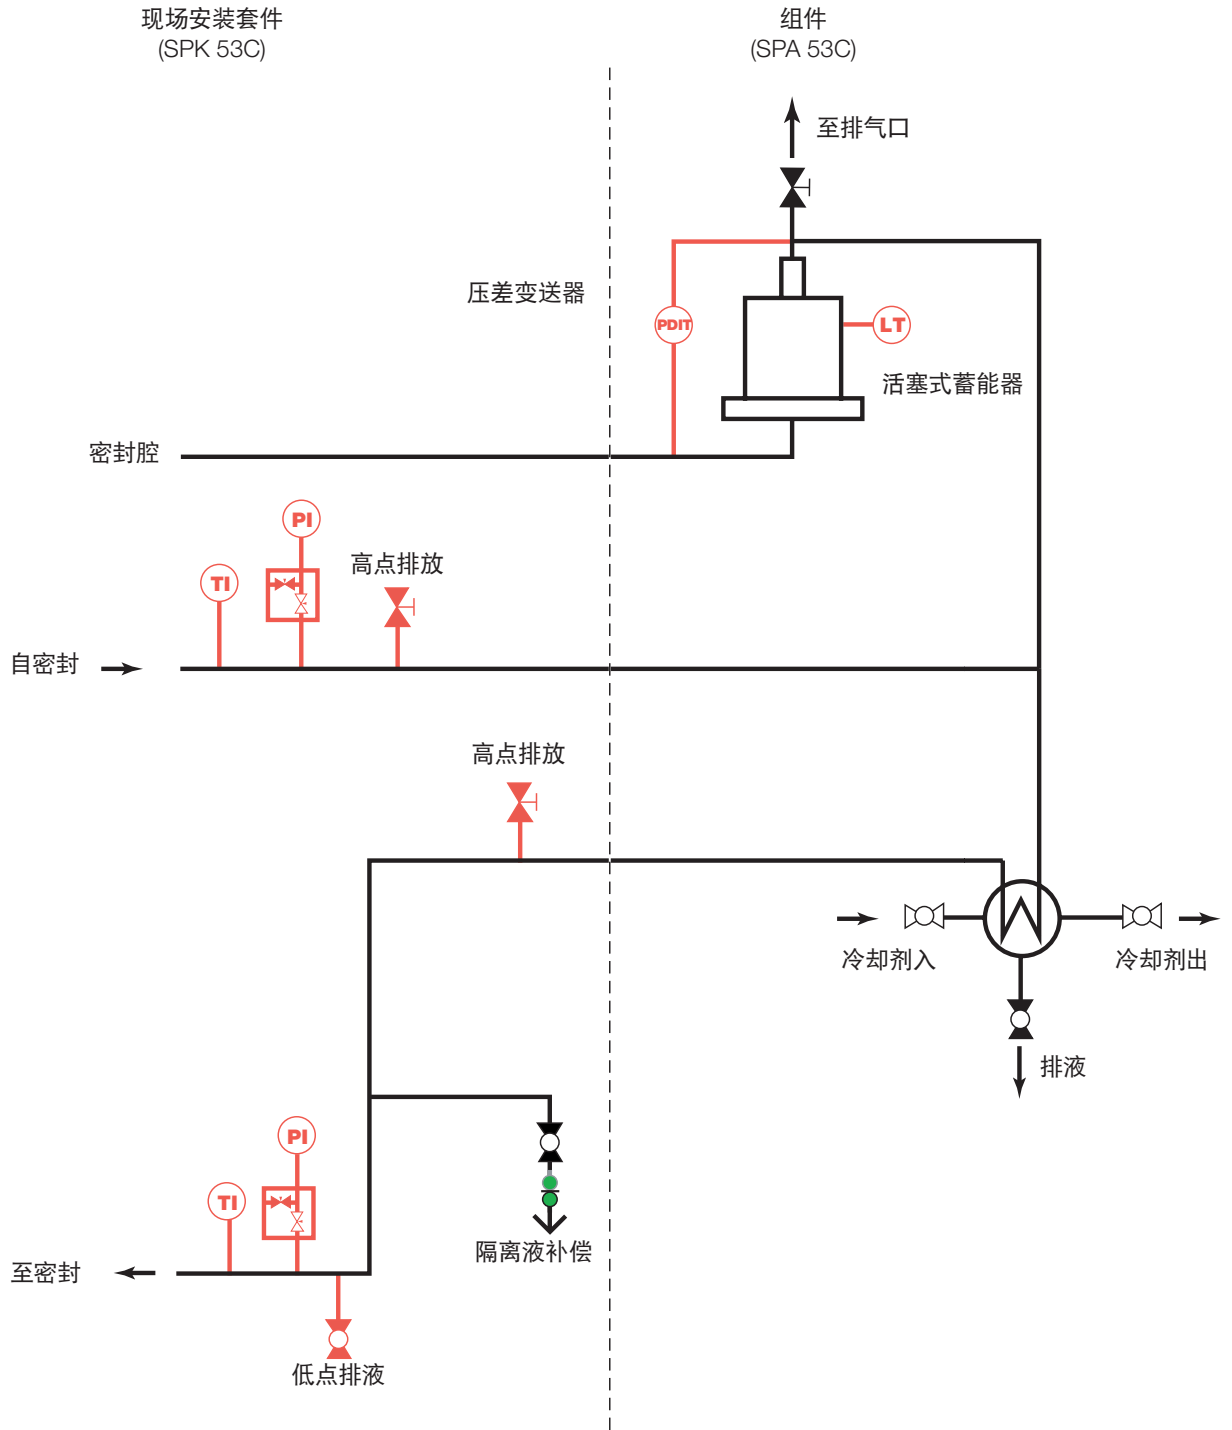 现场安装套件
(SPK 53C)
组件
(SPA 53C)
至排气口
压差变送器
PDIT
LT
活塞式蓄能器
密封腔
PI
TI
高点排放
自密封
高点排放
冷却剂入
冷却剂出
排液
PI
TI
隔离液补偿
至密封
低点排液